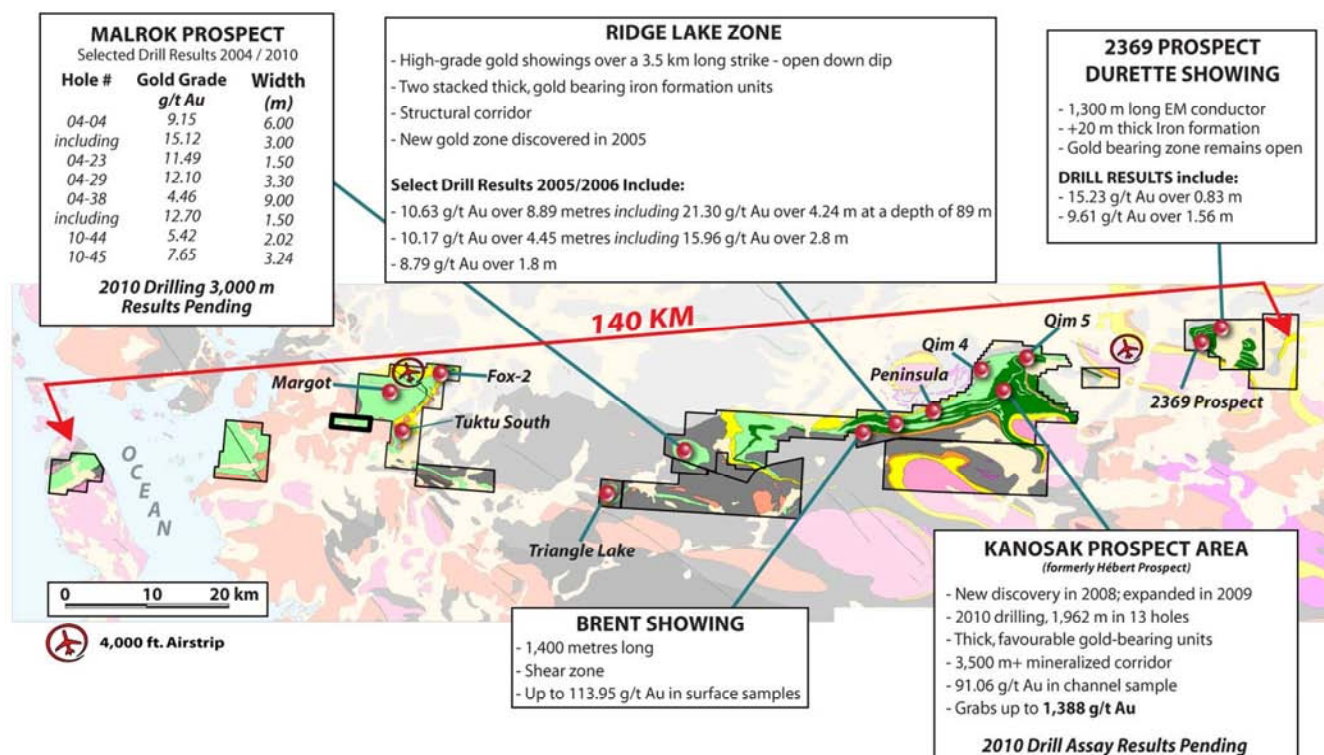 MALROK PROSPECT
Selected Drill Results 2004 / 2010
Hole # Gold Grade Width
g/t Au (m)
04-04 9.15 6.00
including 15.12 3.00
04-23 11.49 1.50
04-29 12.10 3.30
04-38 4.46 9.00
including 12.70 1.50
10-44 5.42 2.02
10-45 7.65 3.24
2010 Drilling 3,000 m
Results Pending
RIDGE LAKE ZONE
- High-grade gold showings over a 3.5 km long strike - open down dip
- Two stacked thick, gold bearing iron formation units
- Structural corridor
- New gold zone discovered in 2005
Select Drill Results 2005/2006 Include:
- 10.63 g/t Au over 8.89 metres including 21.30 g/t Au over 4.24 m at a depth of 89 m
- 10.17 g/t Au over 4.45 metres including 15.96 g/t Au over 2.8 m
- 8.79 g/t Au over 1.8 m
2369 PROSPECT
DURETTE SHOWING
- 1,300 m long EM conductor
- +20 m thick Iron formation
- Gold bearing zone remains open
DRILL RESULTS include:
- 15.23 g/t Au over 0.83 m
- 9.61 g/t Au over 1.56 m
140 KM
Qim 5
Qim 4
Peninsula
2369 Prospect
Margot
Fox-2
Tuktu South
OCEAN
Triangle Lake
0 10 20 km
4,000 ft. Airstrip
BRENT SHOWING
- 1,400 metres long
- Shear zone
- Up to 113.95 g/t Au in surface samples
KANOSAK PROSPECT AREA
(formerly Hébert Prospect)
- New discovery in 2008; expanded in 2009
- 2010 drilling, 1,962 m in 13 holes
- Thick, favourable gold-bearing units
- 3,500 m+ mineralized corridor
- 91.06 g/t Au in channel sample
- Grabs up to 1,388 g/t Au
2010 Drill Assay Results Pending